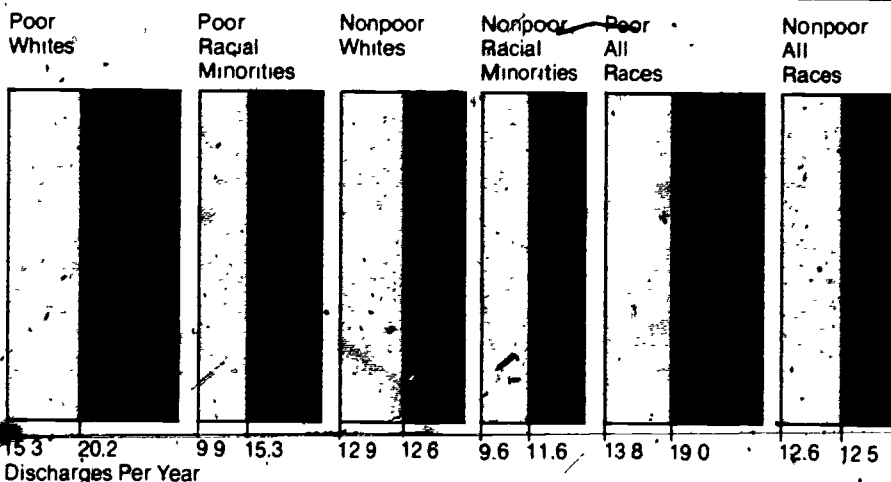 Poor Whites
Poor Racial Minorities
Nonpoor Whites
Nonpoor Racial Minorities
Poor All Races
Nonpoor All Races
15 3 20.2 9 9 15.3 12 9 12 6 9.6 11.6 13 8 19 0 12.6 12 5
Discharges Per Year